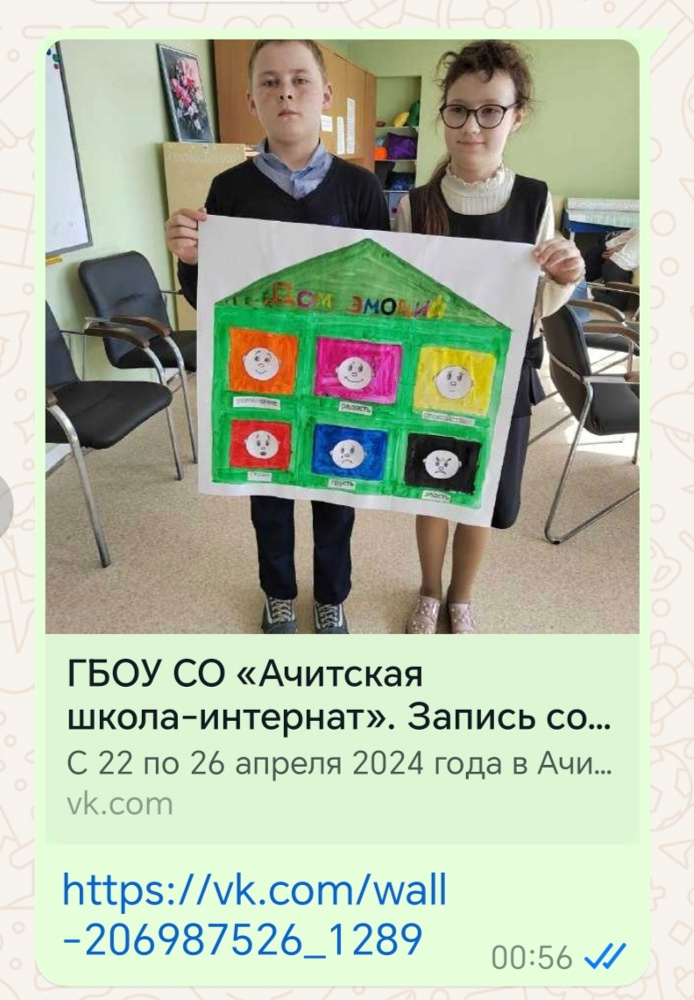 Дом эмоций
радость
грусть
злость
ГБОУ СО «Ачитская
школа-интернат». Запись со...
С 22 по 26 апреля 2024 года в Ачи...
vk.com
https://vk.com/wall
-206987526_1289
00:56